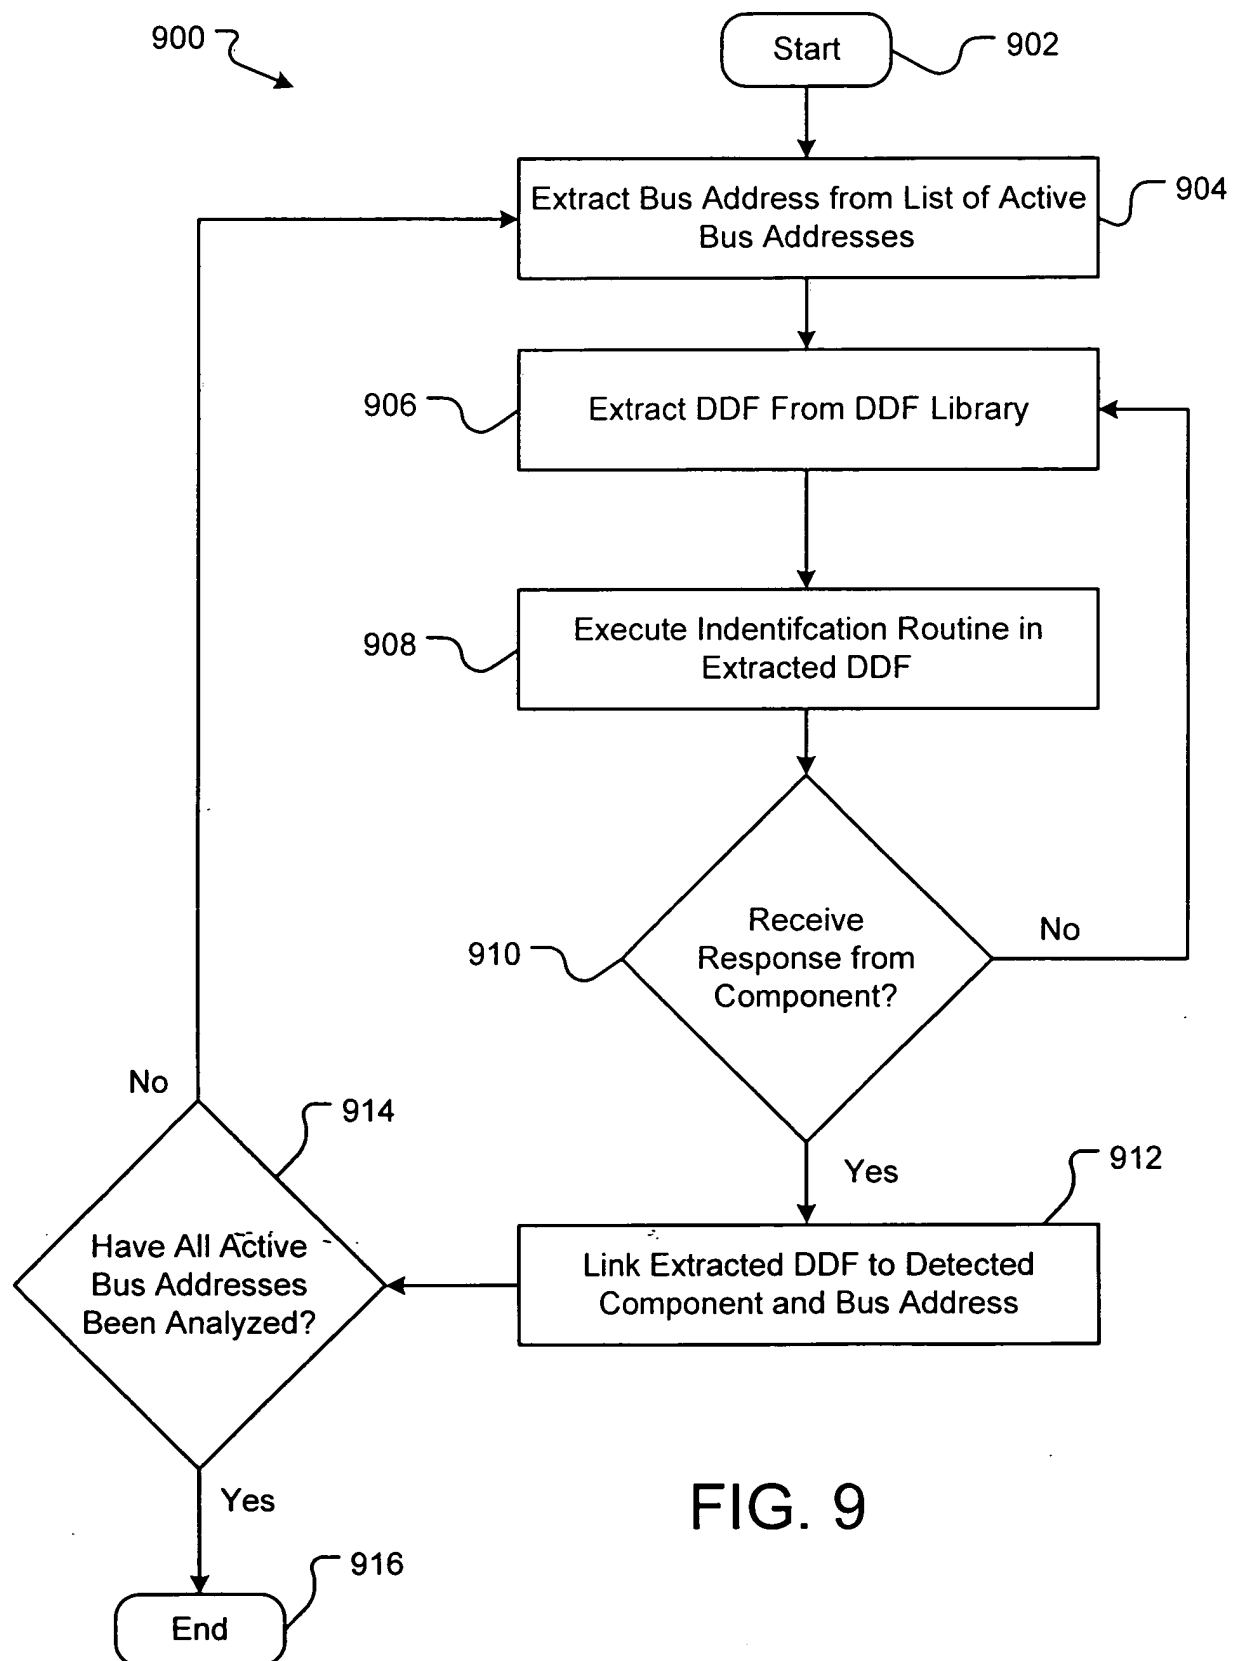 900
Start
902
Extract Bus Address from List of Active
Bus Addresses
904
906
Extract DDF From DDF Library
908
Execute Indentifcation Routine in
Extracted DDF
910
Receive
Response from
Component?
No
Yes
912
Link Extracted DDF to Detected
Component and Bus Address
No
914
Have All Active
Bus Addresses
Been Analyzed?
Yes
916
End
FIG. 9